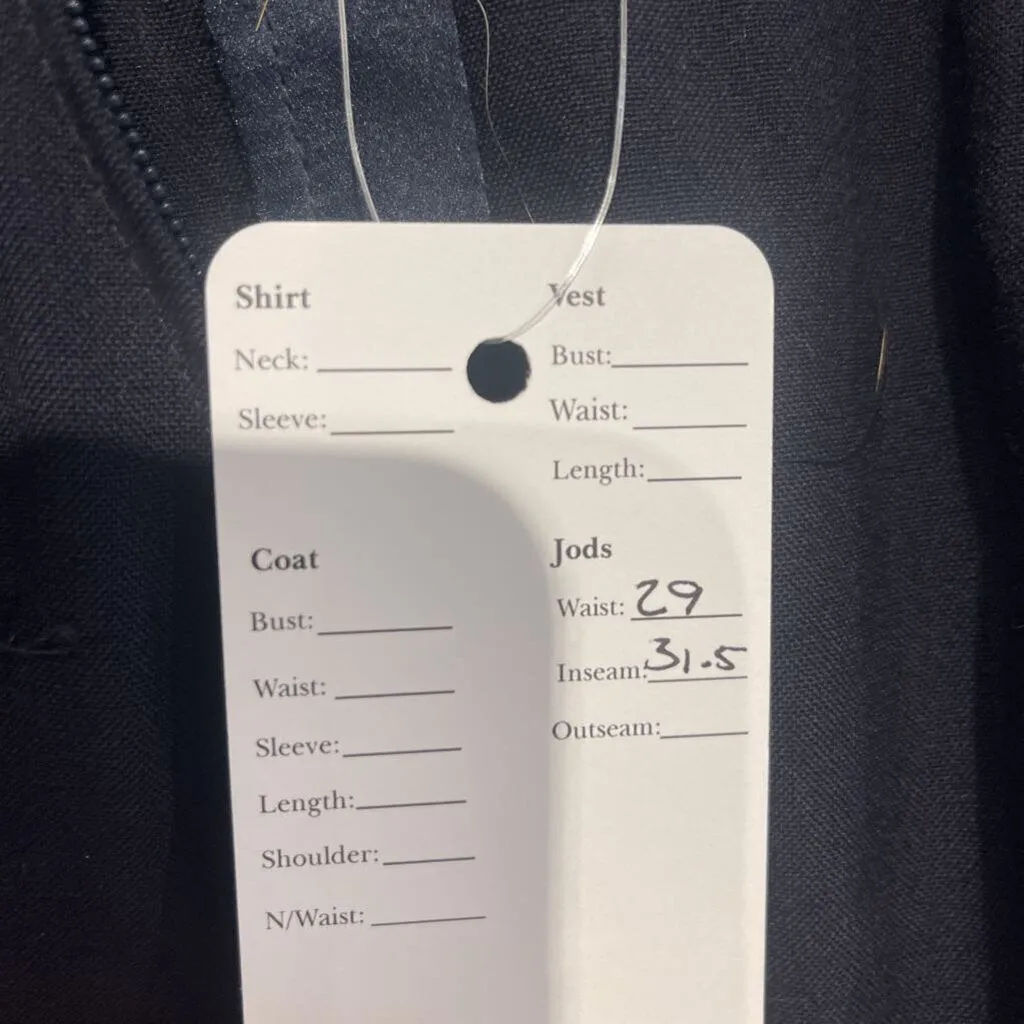 Shirt
Neck:
Sleeve:
Vest
Bust:
Waist:
Length:
Coat
Bust:
Waist:
Sleeve:
Length:
Shoulder:
N/Waist:
Jods
Waist: 29
Inseam: 31.5
Outseam: